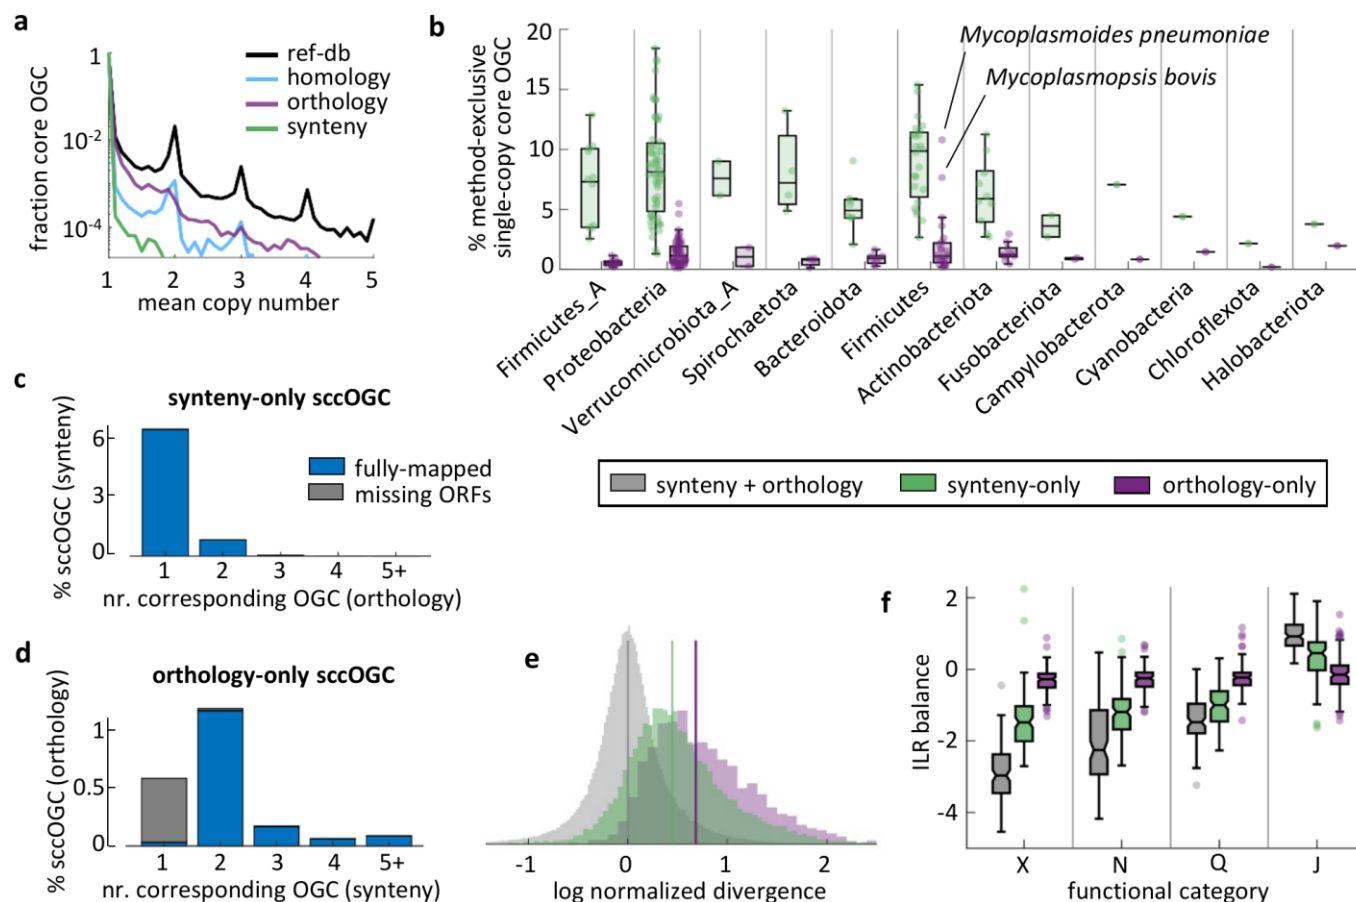 a
fraction core OGC
1
10-2
10-4
1 2 3 4 5
mean copy number
ref-db
homology
orthology
synteny
b
% method-exclusive
single-copy core OGC
20
15
10
5
0
Mycoplasmoides pneumoniae
Mycoplasmopsis bovis
Firmicutes_A
Proteobacteria
Verrucomicrobiota_A
Spirochaetota
Bacteroidota
Firmicutes
Actinobacteriota
Fusobacteriota
Campylobacterota
Cyanobacteria
Chloroflexota
Halobacteriota
c
synteny-only sccOGC
% sccOGC (synteny)
6
3
0
fully-mapped
missing ORFs
1 2 3 4 5+
nr. corresponding OGC (orthology)
synteny + orthology
synteny-only
orthology-only
d
orthology-only sccOGC
% sccOGC (orthology)
1
0.5
0
1 2 3 4 5+
nr. corresponding OGC (synteny)
e
-1 0 1 2
log normalized divergence
f
ILR balance
2
0
-2
-4
X N Q J
functional category